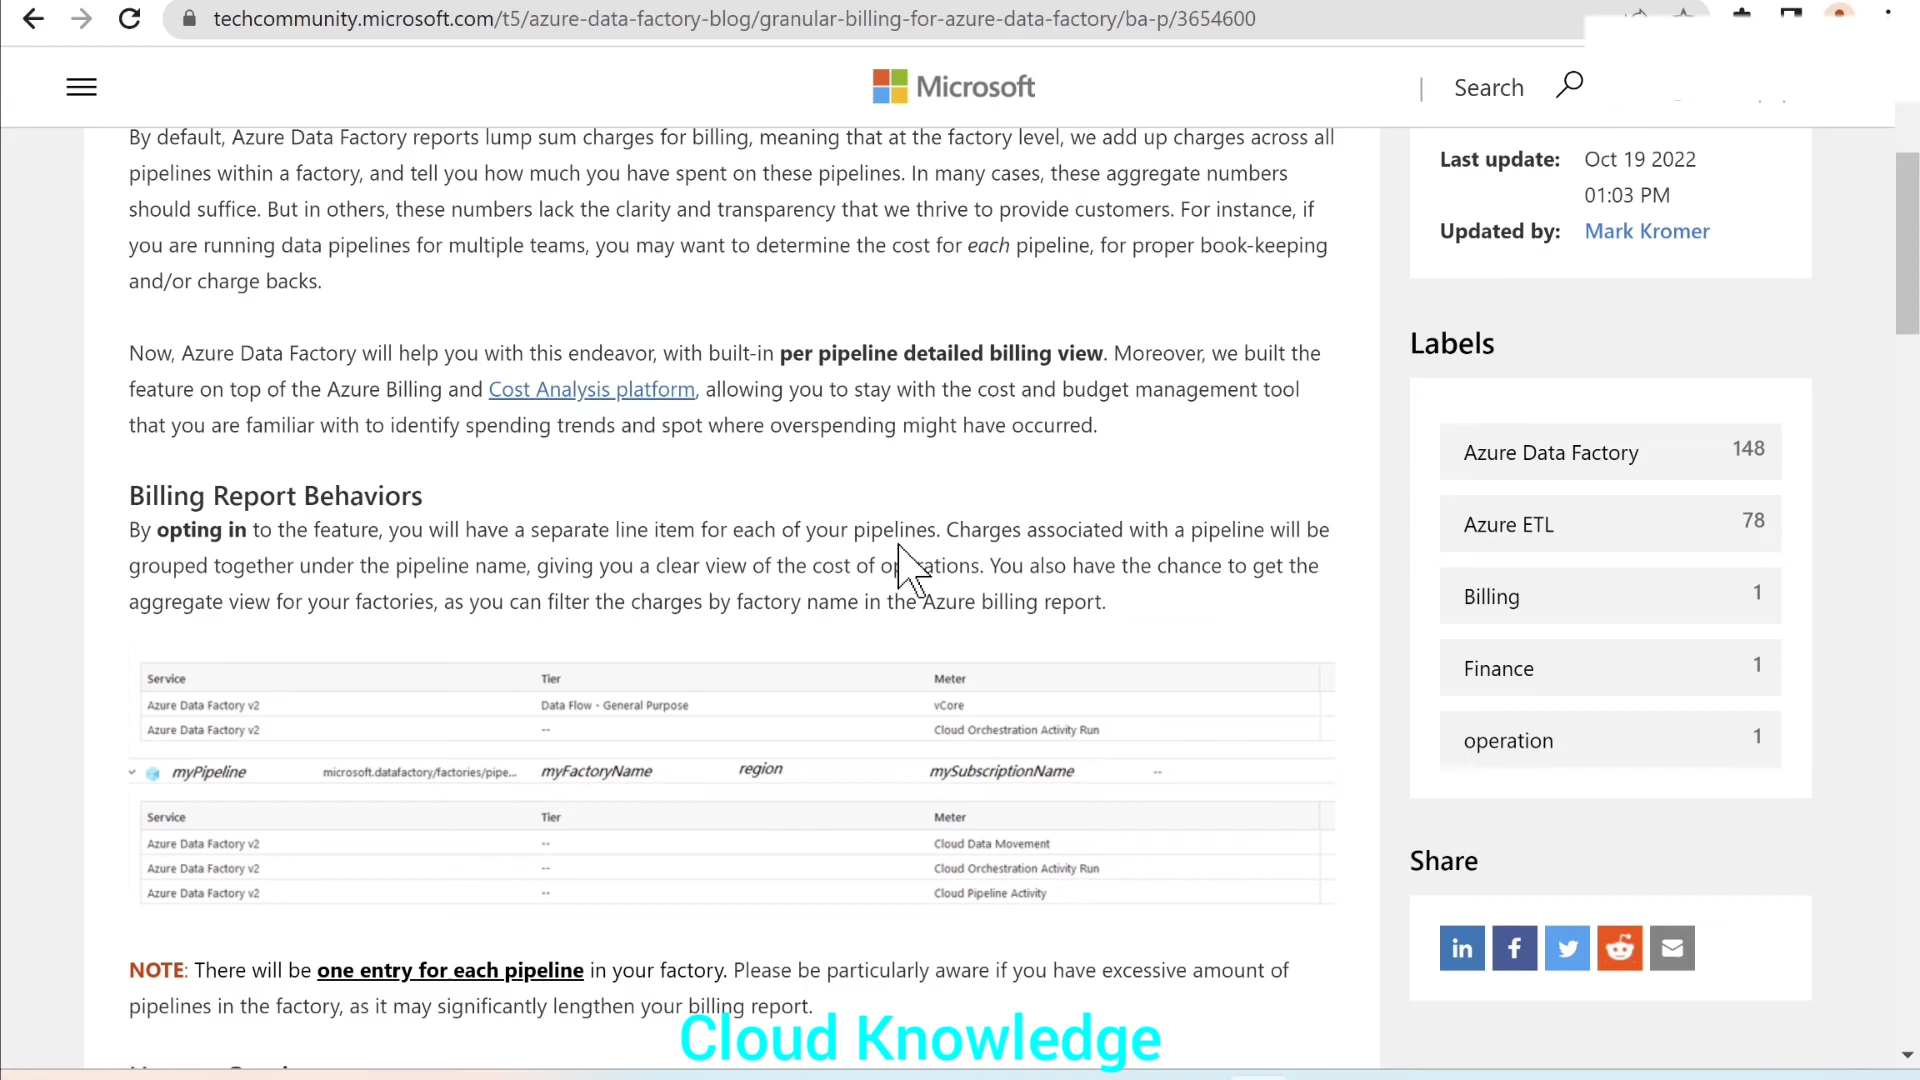 techcommunity.microsoft.com/t5/azure-data-factory-blog/granular-billing-for-azure-data-factory/ba-p/3654600
Microsoft
Search
By default, Azure Data Factory reports lump sum charges for billing, meaning that at the factory level, we add up charges across all
pipelines within a factory, and tell you how much you have spent on these pipelines. In many cases, these aggregate numbers
should suffice. But in others, these numbers lack the clarity and transparency that we thrive to provide customers. For instance, if
you are running data pipelines for multiple teams, you may want to determine the cost for each pipeline, for proper book-keeping
and/or charge backs.
Now, Azure Data Factory will help you with this endeavor, with built-in per pipeline detailed billing view. Moreover, we built the
feature on top of the Azure Billing and Cost Analysis platform, allowing you to stay with the cost and budget management tool
that you are familiar with to identify spending trends and spot where overspending might have occurred.
Billing Report Behaviors
By opting in to the feature, you will have a separate line item for each of your pipelines. Charges associated with a pipeline will be
grouped together under the pipeline name, giving you a clear view of the cost of operations. You also have the chance to get the
aggregate view for your factories, as you can filter the charges by factory name in the Azure billing report.
Service Tier Meter
Azure Data Factory v2 Data Flow - General Purpose vCore
Azure Data Factory v2 -- Cloud Orchestration Activity Run
myPipeline microsoft.datafactory/factories/pipe... myFactoryName region mySubscriptionName --
Service Tier Meter
Azure Data Factory v2 -- Cloud Data Movement
Azure Data Factory v2 -- Cloud Orchestration Activity Run
Azure Data Factory v2 -- Cloud Pipeline Activity
NOTE: There will be one entry for each pipeline in your factory. Please be particularly aware if you have excessive amount of
pipelines in the factory, as it may significantly lengthen your billing report.
Last update: Oct 19 2022
01:03 PM
Updated by: Mark Kromer
Labels
Azure Data Factory 148
Azure ETL 78
Billing 1
Finance 1
operation 1
Share
in f
Cloud Knowledge